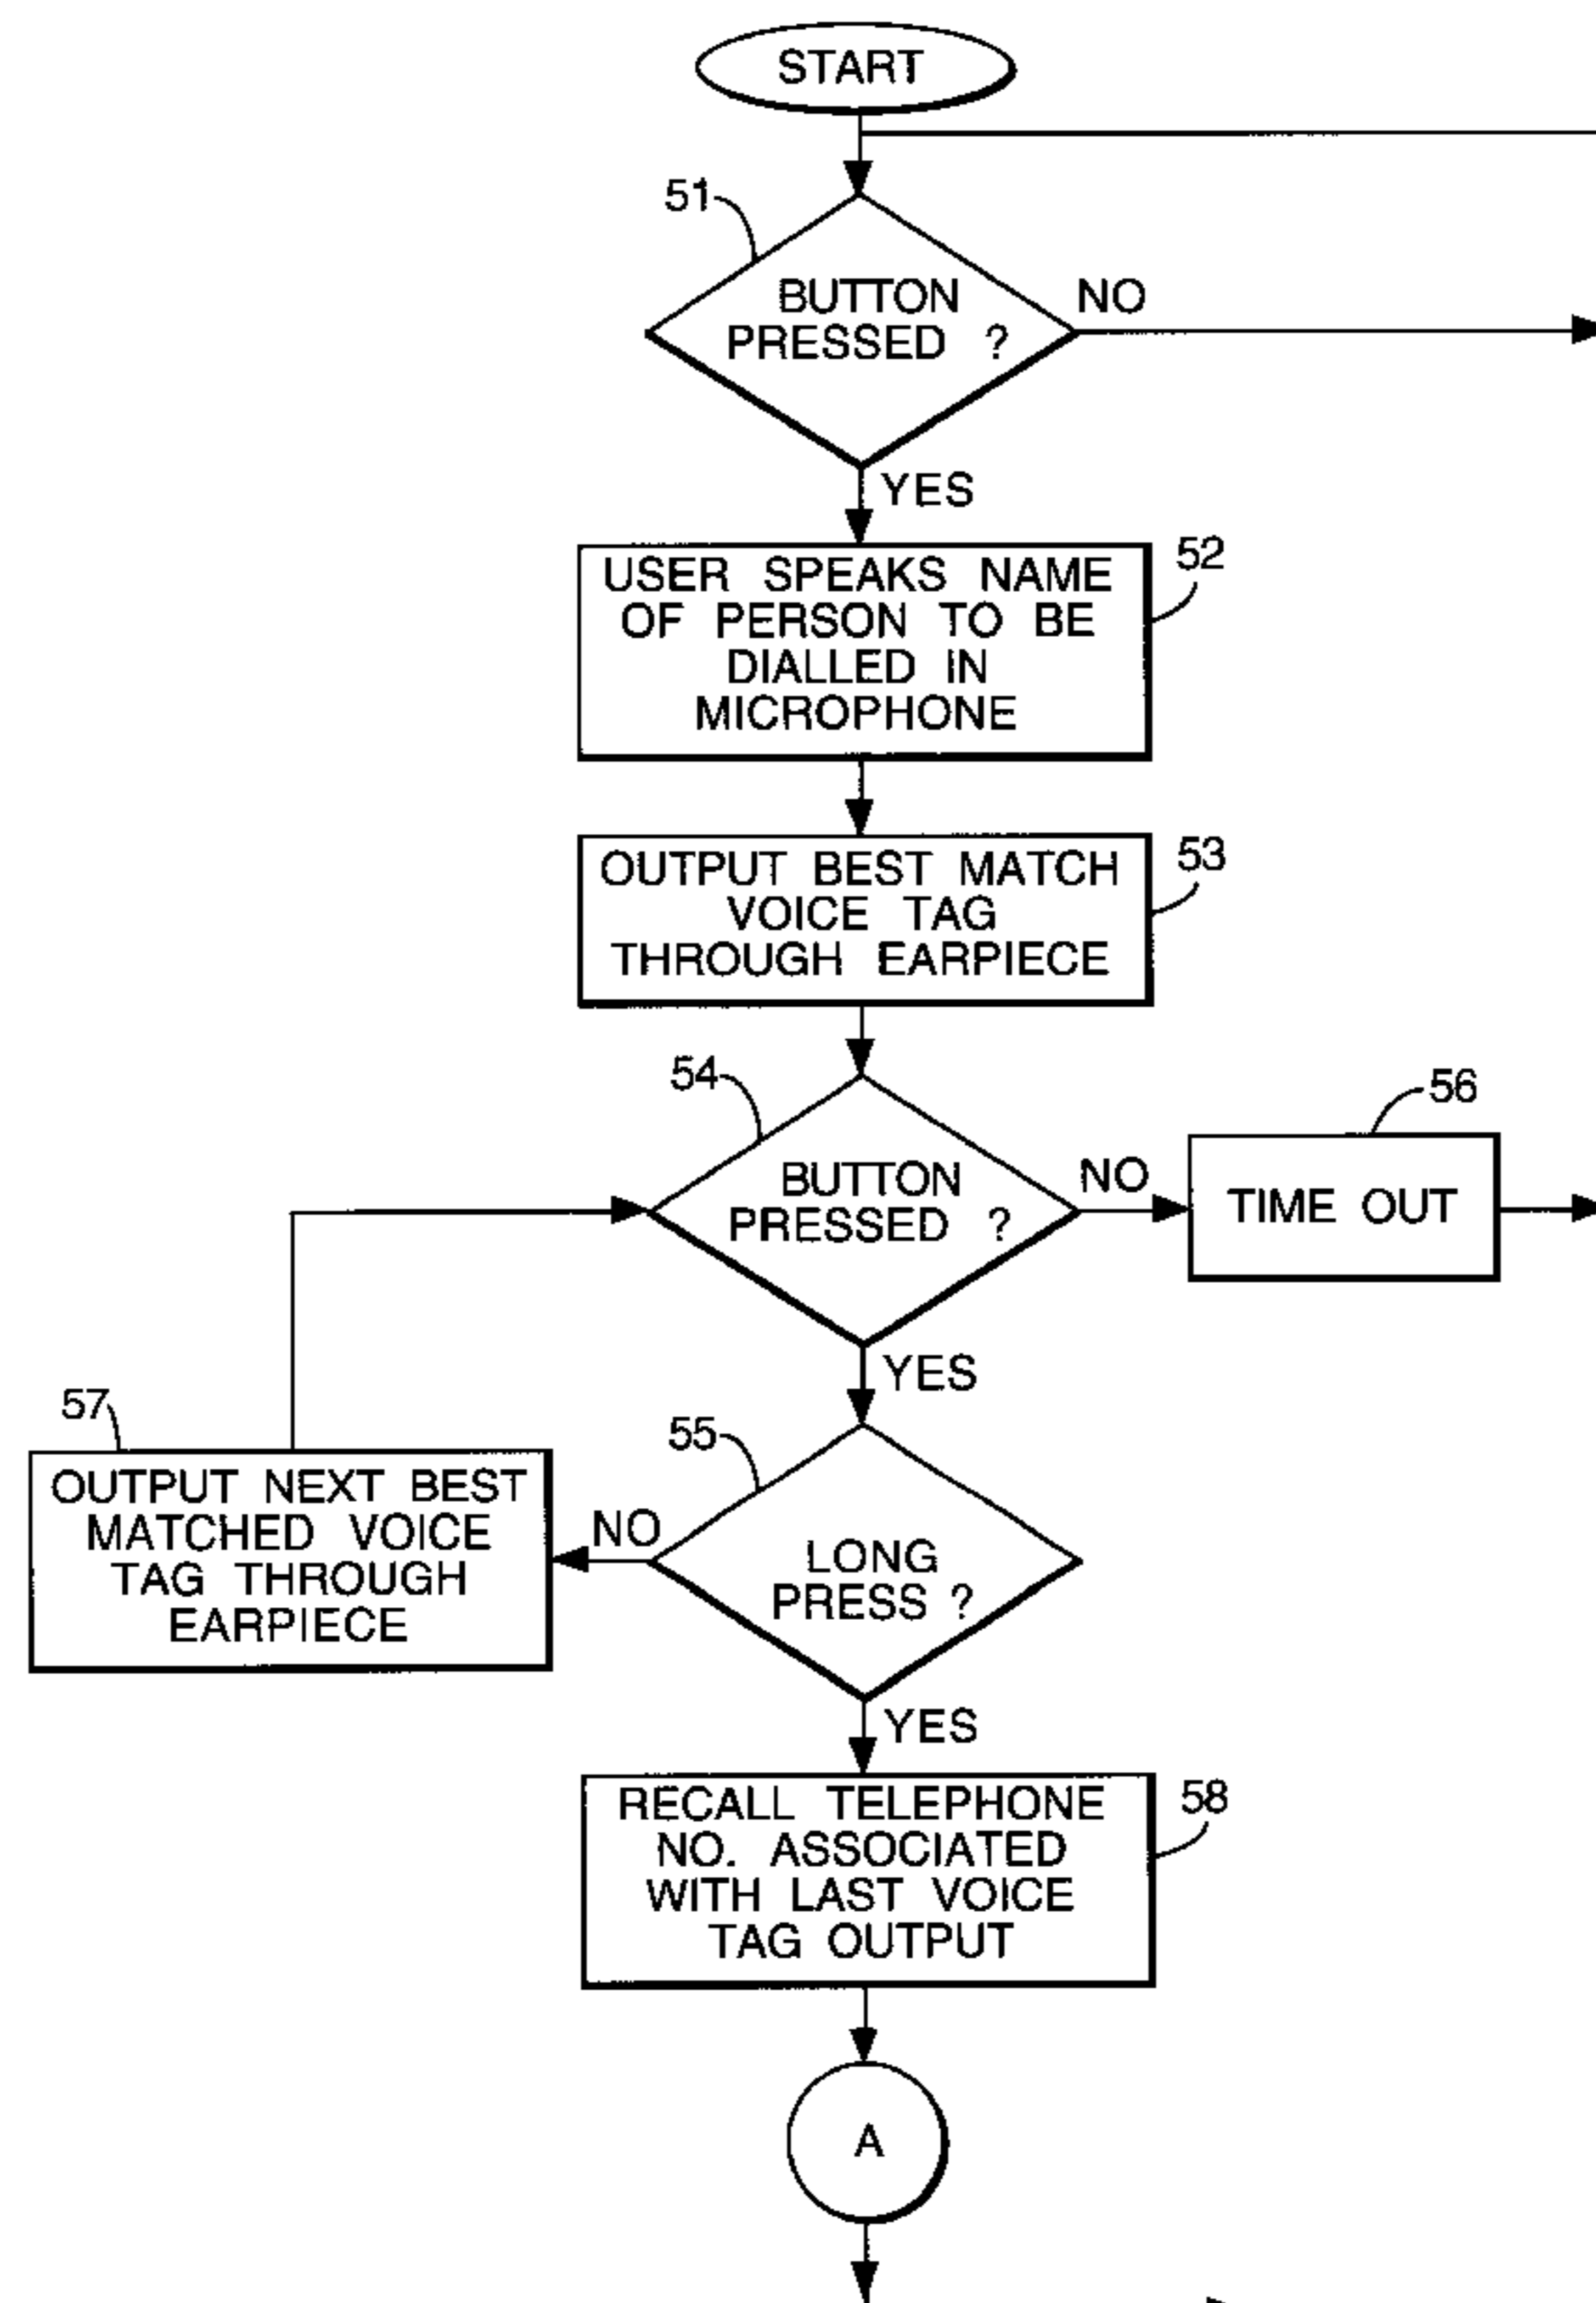 START
51
BUTTON
PRESSED ?
NO
YES
52
USER SPEAKS NAME
OF PERSON TO BE
DIALLED IN
MICROPHONE
53
OUTPUT BEST MATCH
VOICE TAG
THROUGH EARPIECE
54
BUTTON
PRESSED ?
NO
56
TIME OUT
YES
57
OUTPUT NEXT BEST
MATCHED VOICE
TAG THROUGH
EARPIECE
55
NO
LONG
PRESS ?
YES
58
RECALL TELEPHONE
NO. ASSOCIATED
WITH LAST VOICE
TAG OUTPUT
A